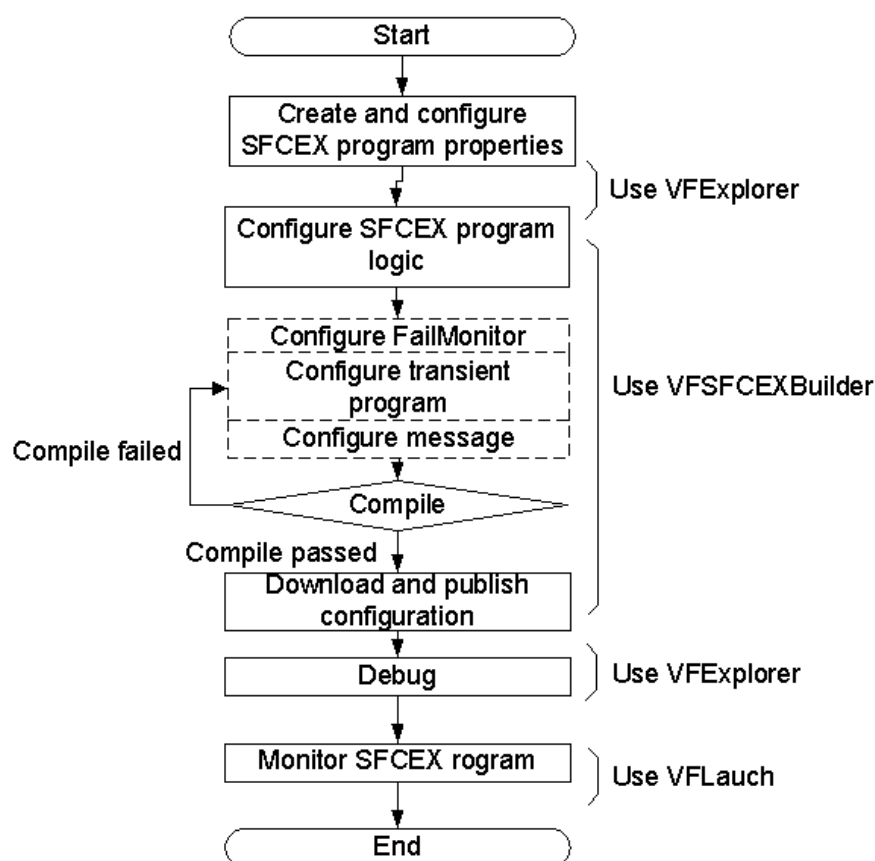 Start
Create and configure
SFCEX program properties
Use VFExplorer
Configure SFCEX program
logic
Configure FailMonitor
Configure transient
program
Use VFSFCEXBuilder
Configure message
Compile failed
Compile
Compile passed
Download and publish
configuration
Debug
Use VFExplorer
Monitor SFCEX rogram
Use VFLauch
End